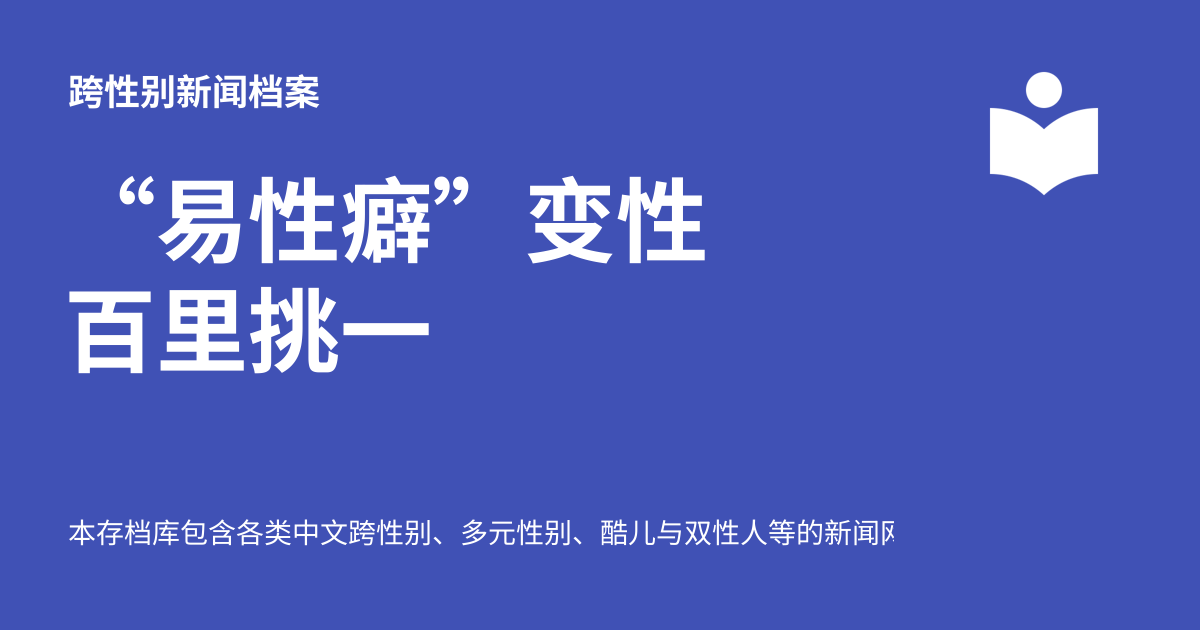 跨性别新闻档案
“易性癖”变性
百里挑一
本存档库包含各类中文跨性别、多元性别、酷儿与双性人等的新闻